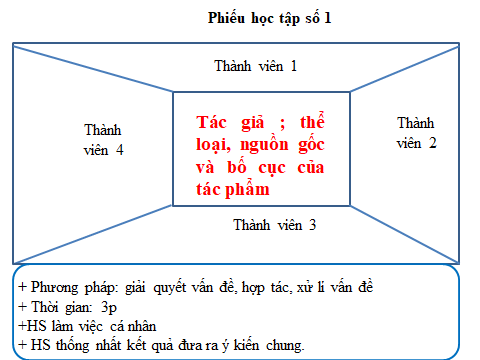 Phiếu học tập số 1
Thành viên 1
Thành
viên 4
Tác giả ; thể
loại, nguồn gốc
và bố cục của
tác phẩm
Thành
viên 2
Thành viên 3
+ Phương pháp: giải quyết vấn đề, hợp tác, xử lí vấn đề
+ Thời gian: 3p
+HS làm việc cá nhân
+ HS thống nhất kết quả đưa ra ý kiến chung.